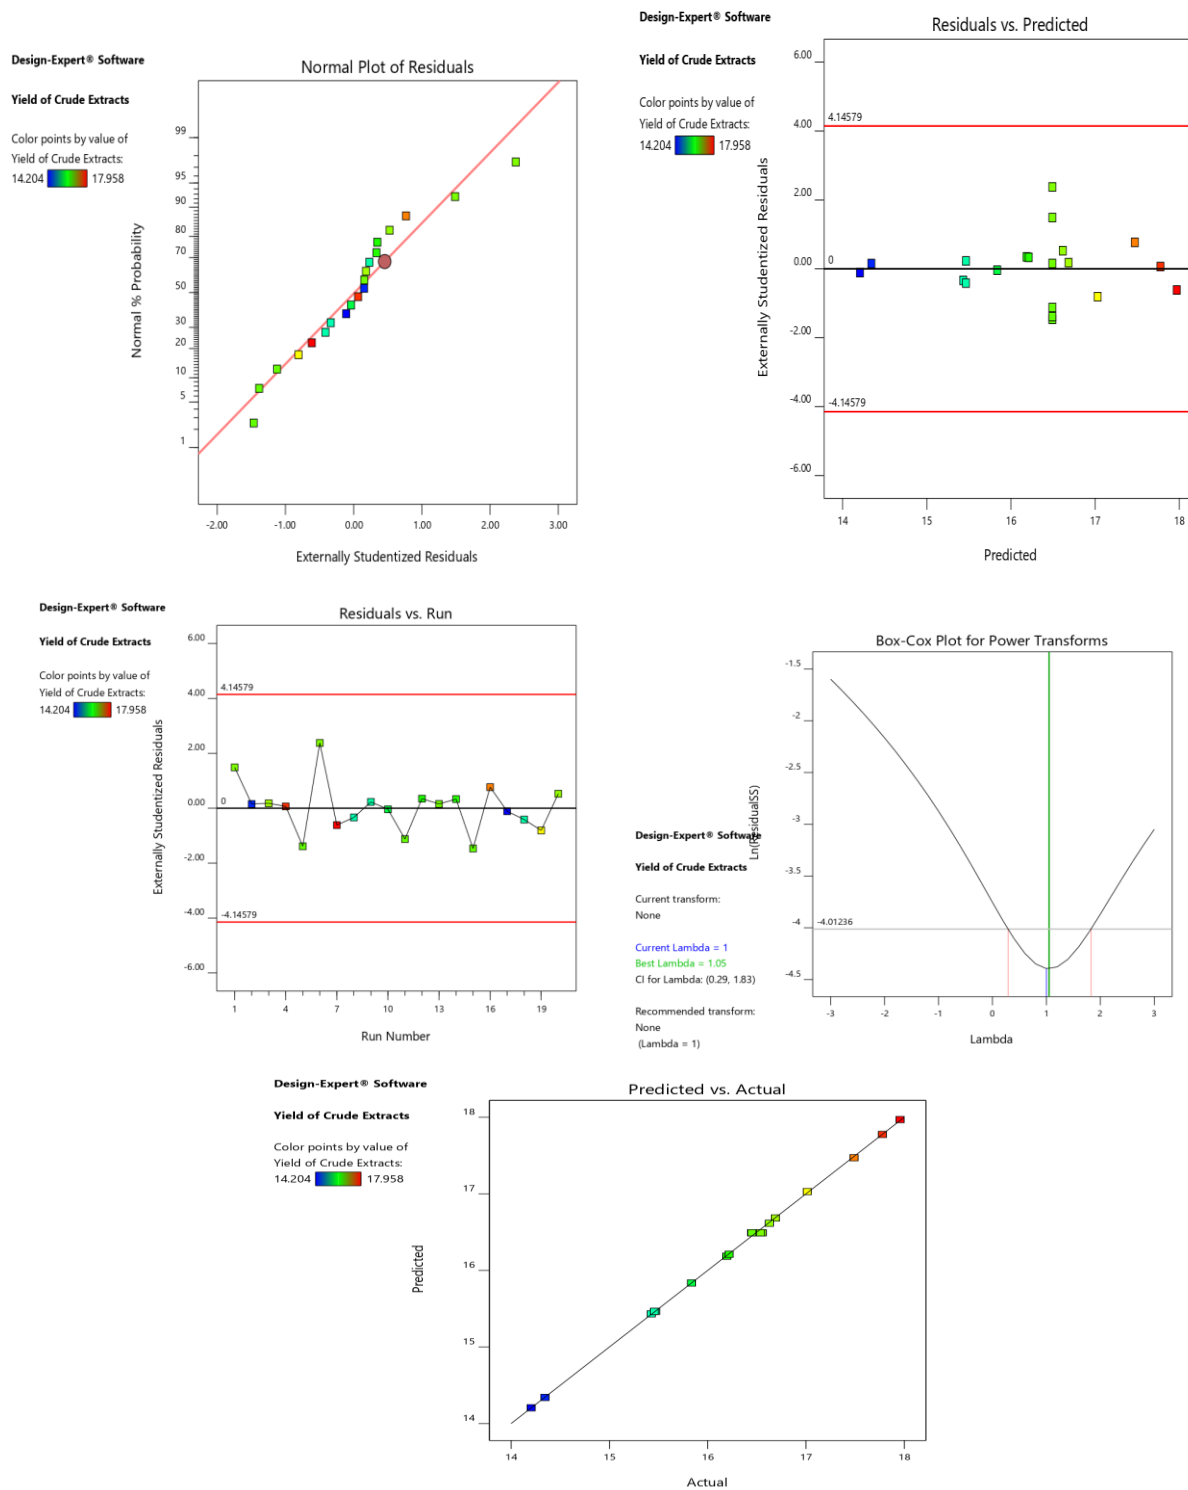 Design-Expert® Software
Yield of Crude Extracts
Color points by value of
Yield of Crude Extracts:
14.204 17.958
Normal Plot of Residuals
Normal % Probability
99
95
90
80
70
50
30
20
10
5
1
-2.00 -1.00 0.00 1.00 2.00 3.00
Externally Studentized Residuals
Design-Expert® Software
Yield of Crude Extracts
Color points by value of
Yield of Crude Extracts:
14.204 17.958
Residuals vs. Predicted
Externally Studentized Residuals
6.00
4.00
2.00
0.00
-2.00
-4.00
-6.00
4.14579
0
-4.14579
14 15 16 17 18
Predicted
Design-Expert® Software
Yield of Crude Extracts
Color points by value of
Yield of Crude Extracts:
14.204 17.958
Residuals vs. Run
Externally Studentized Residuals
6.00
4.00
2.00
0.00
-2.00
-4.00
-6.00
4.14579
0
-4.14579
1 4 7 10 13 16 19
Run Number
Design-Expert® Software
Yield of Crude Extracts
Current transform:
None
Current Lambda = 1
Best Lambda = 1.05
CI for Lambda: (0.29, 1.83)
Recommended transform:
None
(Lambda = 1)
Box-Cox Plot for Power Transforms
Ln(ResidualSS)
-1.5
-2
-2.5
-3
-3.5
-4
-4.5
-4.01236
-3 -2 -1 0 1 2 3
Lambda
Design-Expert® Software
Yield of Crude Extracts
Color points by value of
Yield of Crude Extracts:
14.204 17.958
Predicted vs. Actual
Predicted
18
17
16
15
14
14 15 16 17 18
Actual